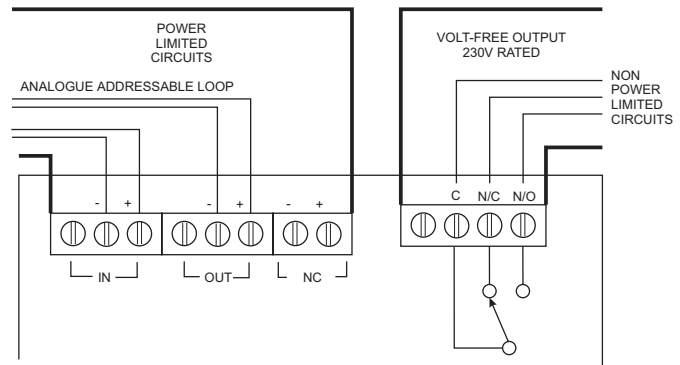 POWER
LIMITED
CIRCUITS
ANALOGUE ADDRESSABLE LOOP
- + - + - +
IN OUT NC
VOLT-FREE OUTPUT
230V RATED
NON
POWER
LIMITED
CIRCUITS
C N/C N/O